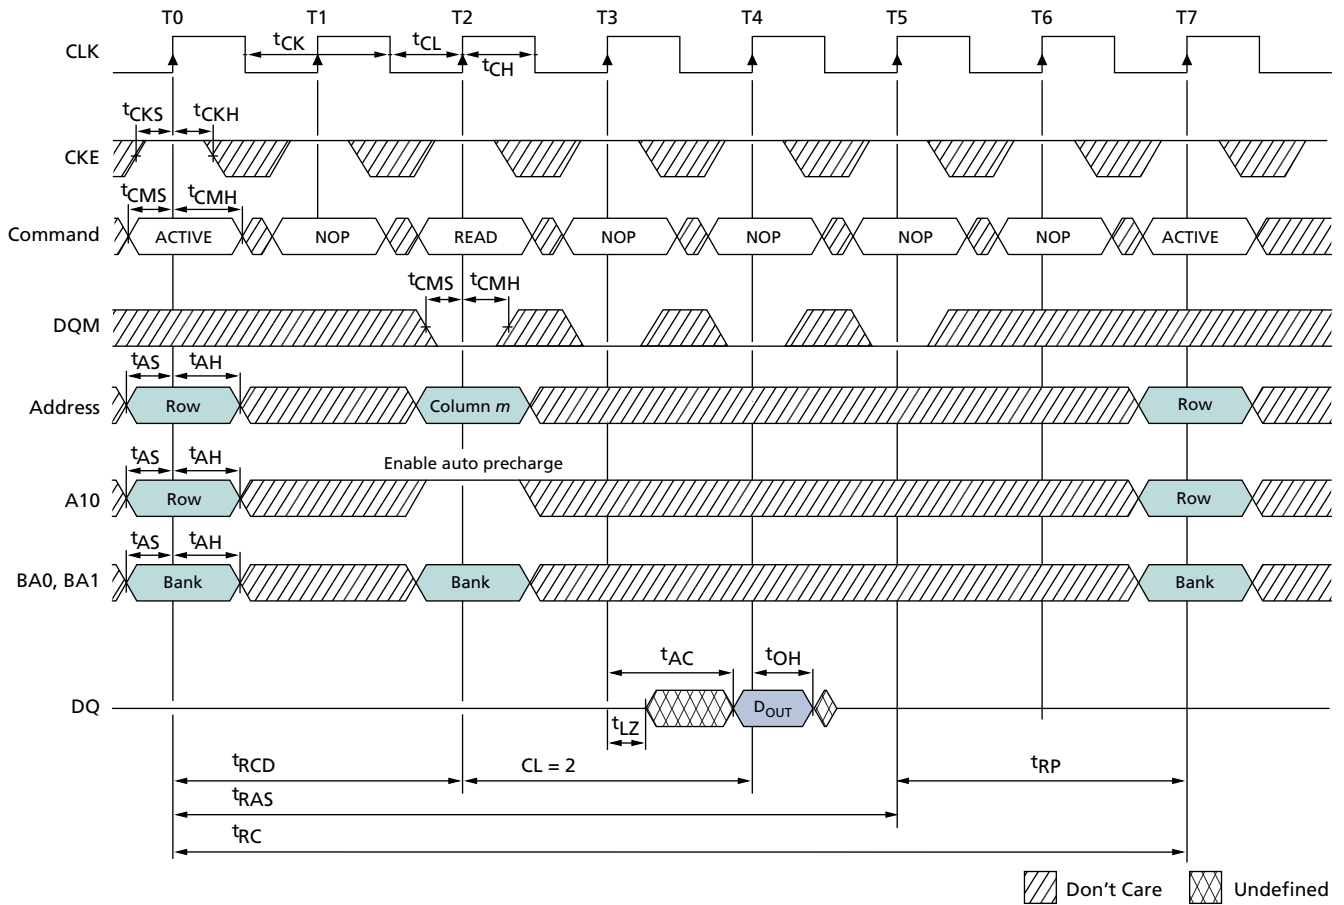 T0 T1 T2 T3 T4 T5 T6 T7
CLK tCK tCL tCH
tCKS tCKH
CKE
tCMS tCMH
Command ACTIVE NOP READ NOP NOP NOP NOP ACTIVE
tCMS tCMH
DQM
tAS tAH
Address Row Column m Row
tAS tAH Enable auto precharge
A10 Row Row
tAS tAH
BA0, BA1 Bank Bank Bank
tAC tOH
DQ DOUT
tLZ
tRCD CL = 2 tRP
tRAS
tRC
Don't Care Undefined